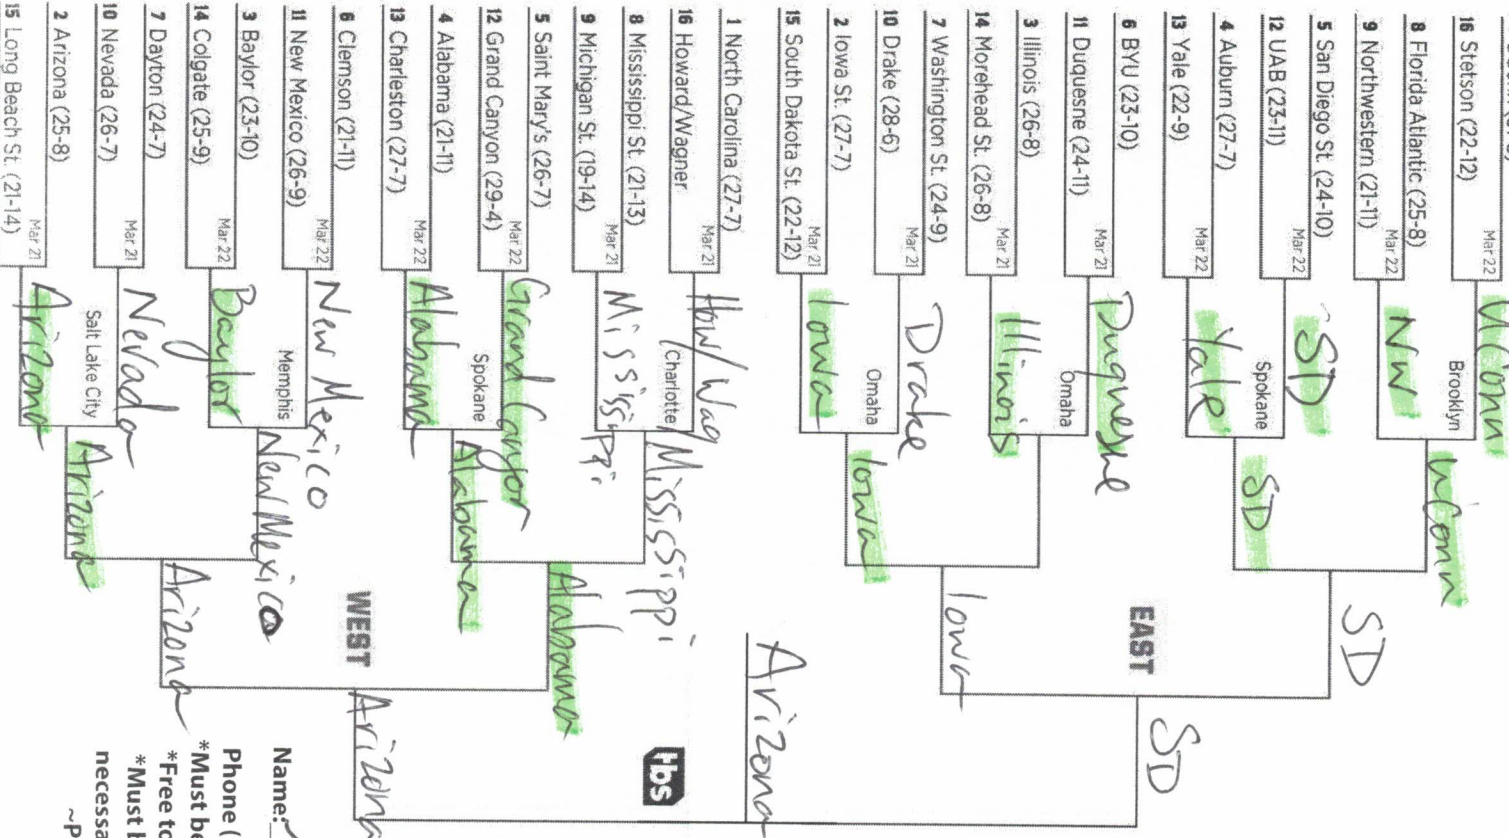 16 Stetson (22-12)
Mar 22
8 Florida Atlantic (25-8)
9 Northwestern (21-11)
Mar 22
5 San Diego St. (24-10)
12 UAB (23-11)
Mar 22
4 Auburn (27-7)
13 Yale (22-9)
Mar 22
6 BYU (23-10)
11 Duquesne (24-11)
Mar 21
3 Illinois (26-8)
14 Morehead St. (26-8)
Mar 21
7 Washington St. (24-9)
10 Drake (28-6)
Mar 21
2 Iowa St. (27-7)
15 South Dakota St. (22-12)
Mar 21
UConn
Brooklyn
NW
SD
Spokane
Yale
Duquesne
Omaha
Illinois
Drake
Omaha
Iowa
UConn
SD
Iowa
SD
EAST
Iowa
SD
Arizona
1 North Carolina (27-7)
16 Howard/Wagner
Mar 21
8 Mississippi St. (21-13)
9 Michigan St. (19-14)
Mar 21
5 Saint Mary's (26-7)
12 Grand Canyon (29-4)
Mar 22
4 Alabama (21-11)
13 Charleston (27-7)
Mar 22
6 Clemson (21-11)
11 New Mexico (26-9)
Mar 22
3 Baylor (23-10)
14 Colgate (25-9)
Mar 22
7 Dayton (24-7)
10 Nevada (26-7)
Mar 21
2 Arizona (25-8)
15 Long Beach St. (21-14)
Mar 21
How/Wag
Charlotte
Mississippi
Grand Canyon
Spokane
Alabama
New Mexico
Memphis
Baylor
Nevada
Salt Lake City
Arizona
Mississippi
Alabama
New Mexico
Arizona
Alabama
WEST
Arizona
Arizona
tbs
Name:
Phone (
*Must be
*Free to
*Must
necessa
~P